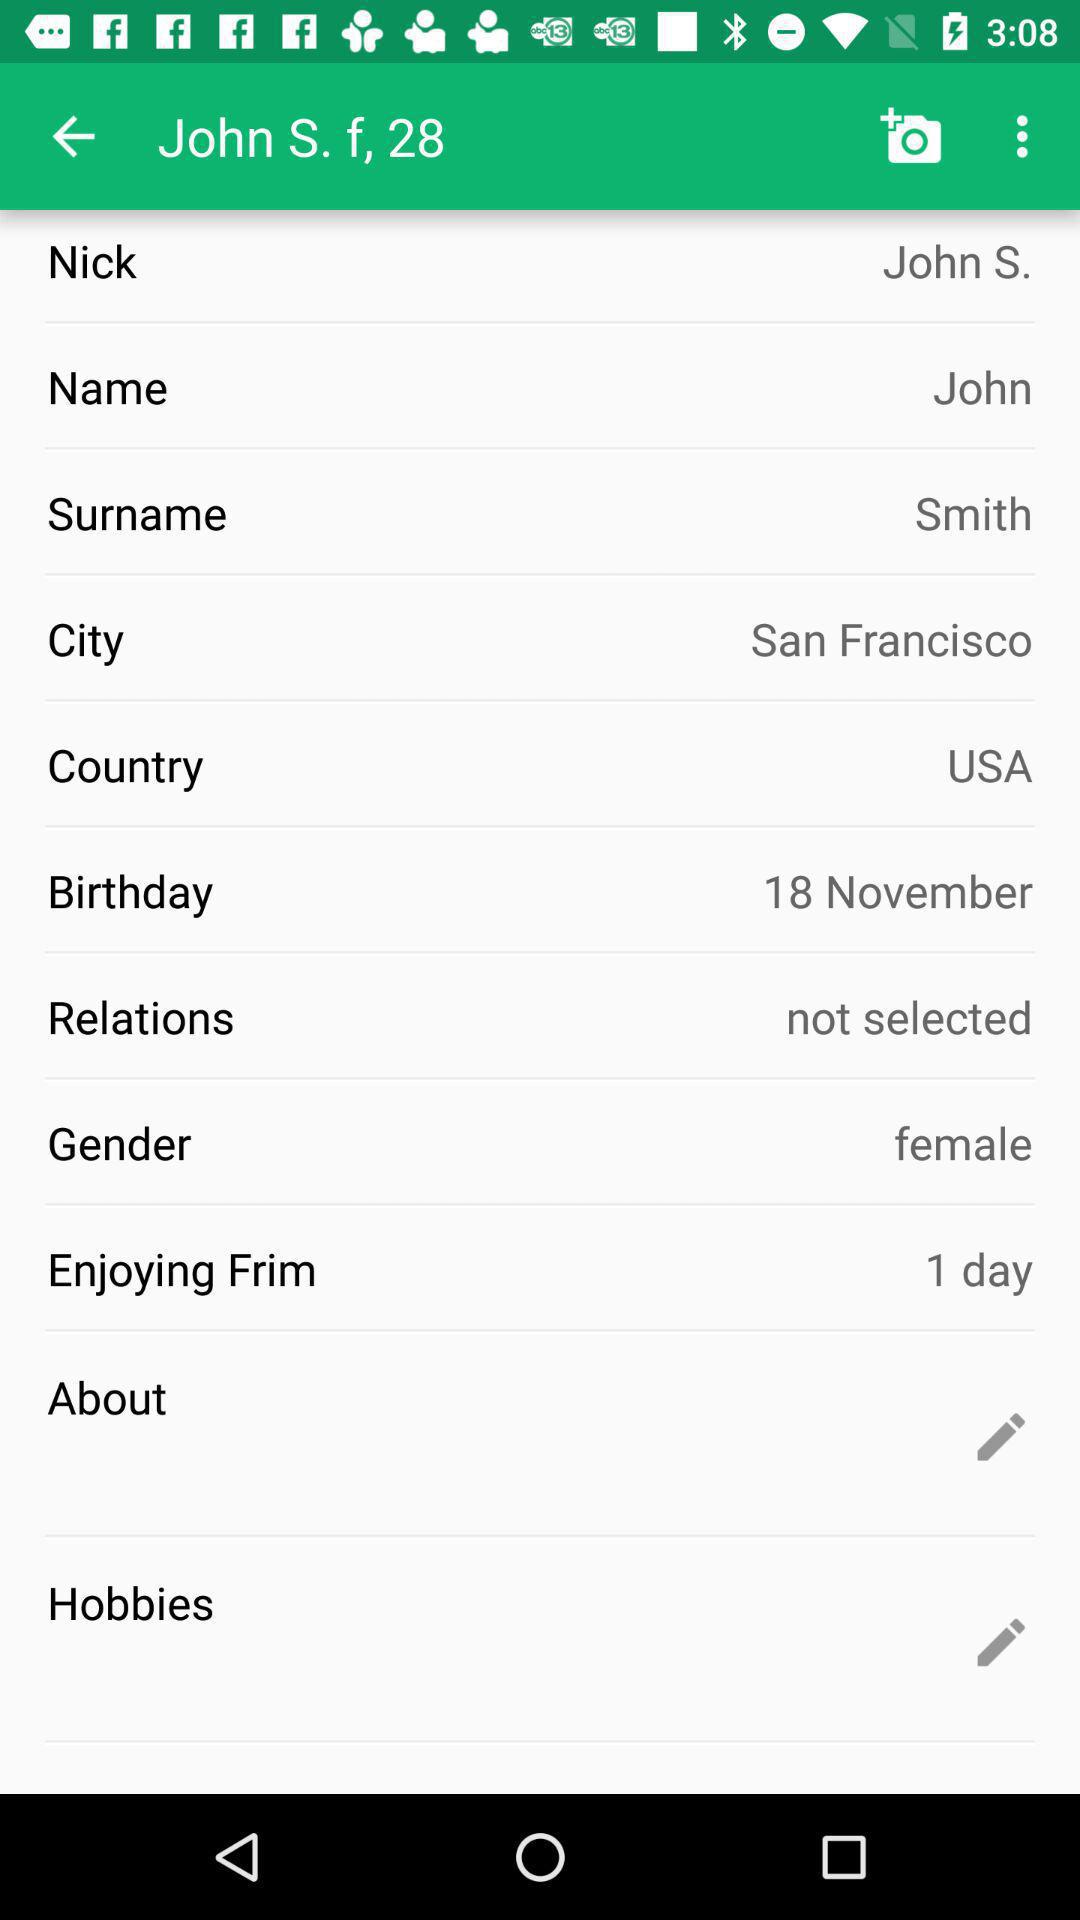 3:08
John S. f, 28
Nick John S.
Name John
Surname Smith
City San Francisco
Country USA
Birthday 18 November
Relations not selected
Gender female
Enjoying Frim 1 day
About
Hobbies